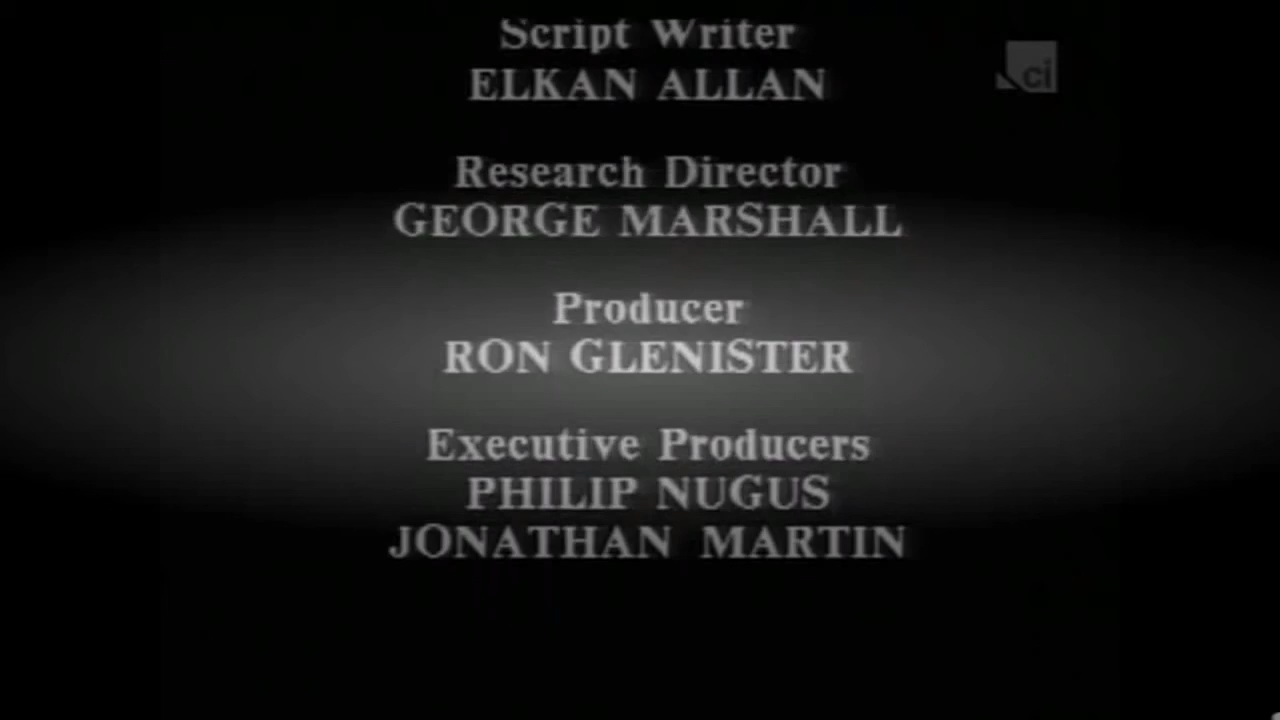 Script Writer
ELKAN ALLAN
ci
Research Director
GEORGE MARSHALL
Producer
RON GLENISTER
Executive Producers
PHILIP NUGUS
JONATHAN MARTIN